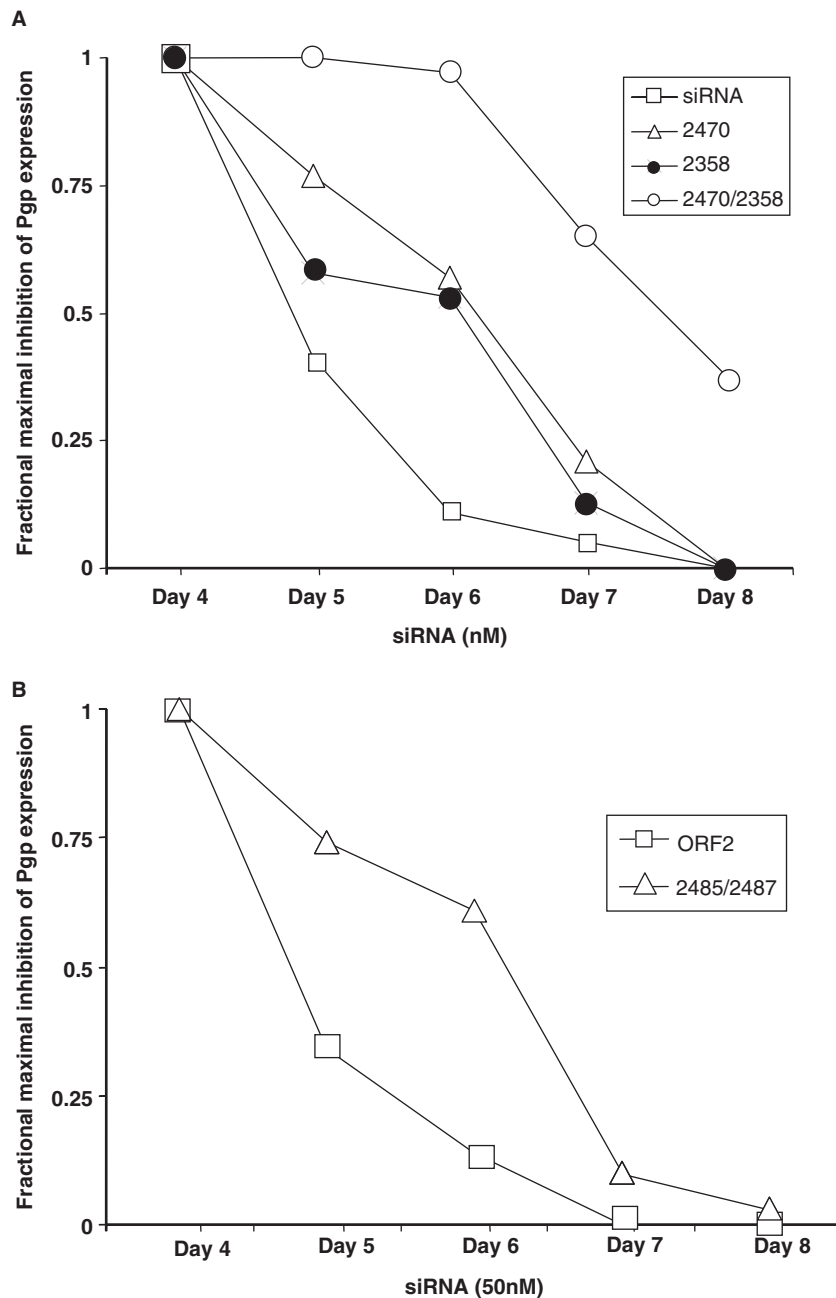 A
Fractional maximal inhibition of Pgp expression
1
0.75
0.5
0.25
0
siRNA
2470
2358
2470/2358
Day 4 Day 5 Day 6 Day 7 Day 8
siRNA (nM)
B
Fractional maximal inhibition of Pgp expression
1
0.75
0.5
0.25
0
ORF2
2485/2487
Day 4 Day 5 Day 6 Day 7 Day 8
siRNA (50nM)